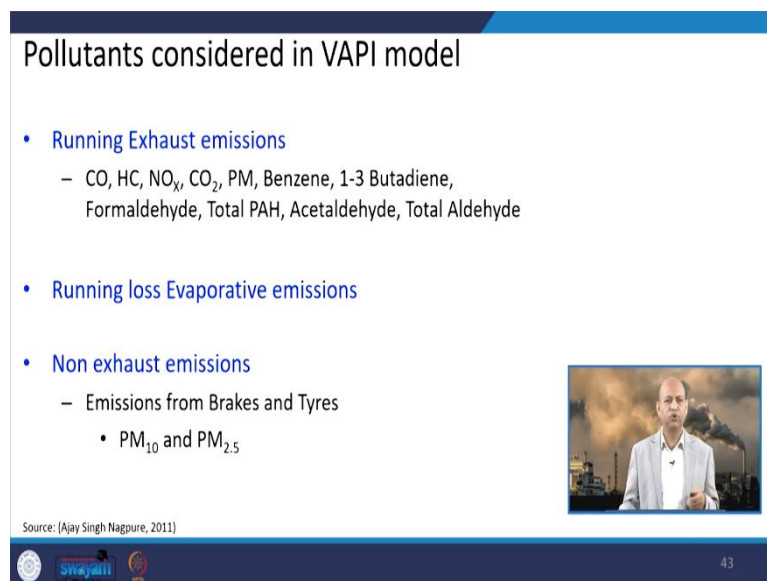 Pollutants considered in VAPI model
• Running Exhaust emissions
– CO, HC, NOX, CO2, PM, Benzene, 1-3 Butadiene,
Formaldehyde, Total PAH, Acetaldehyde, Total Aldehyde
• Running loss Evaporative emissions
• Non exhaust emissions
– Emissions from Brakes and Tyres
• PM10 and PM2.5
Source: (Ajay Singh Nagpure, 2011)
swayam
43